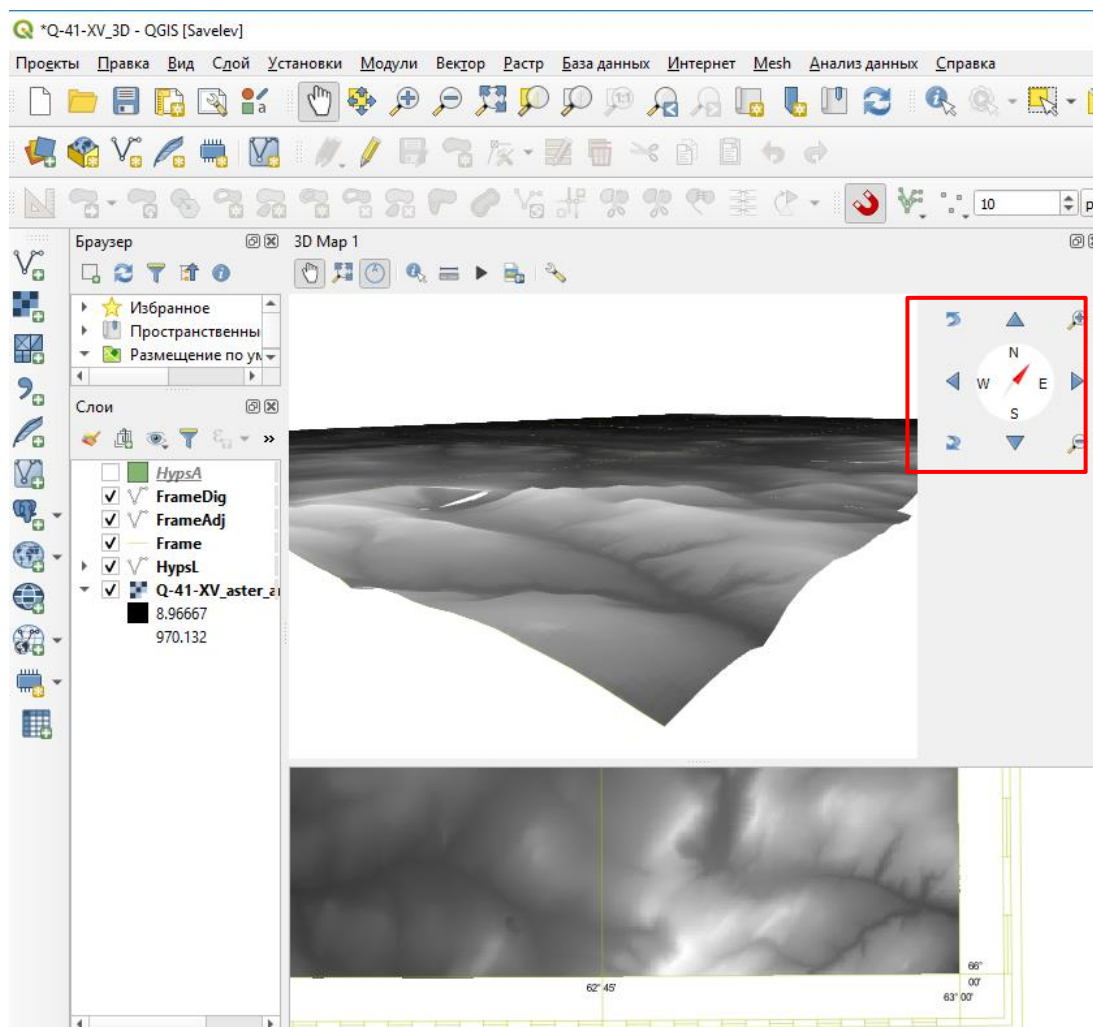 *Q-41-XV_3D - QGIS [Savelev]
Проекты Правка Вид Слой Установки Модули Вектор Растр База данных Интернет Mesh Анализ данных Справка
a
1:1
10
Браузер
3D Map 1
Избранное
Пространственны
Размещение по ум
Слои
HypsA
FrameDig
FrameAdj
Frame
HypsL
Q-41-XV_aster_a
8.96667
970.132
N
W E
S
62° 45'
66°
00'
63° 00'